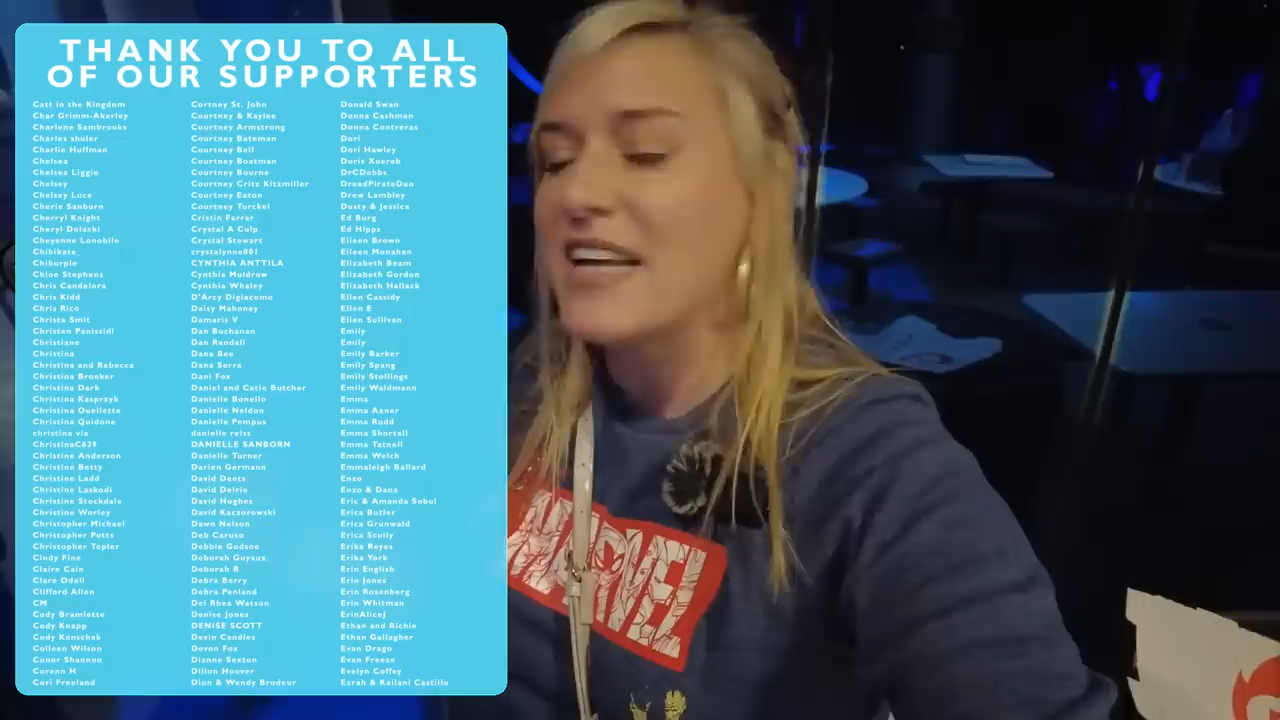 THANK YOU TO ALL
OF OUR SUPPORTERS
Catt in the Kingdom
Char Grimm-Akerley
Charlene Sambrooks
Charles shuler
Charlie Huffman
Chelsea
Chelsea Liggio
Chelsey
Chelsey Luce
Cherie Sanborn
Cherryl Knight
Cheryl Dolacki
Cheyenne Lonobile
Chibikate_
Chiburple
Chloe Stephens
Chris Candelora
Chris Kidd
Chris Rico
Christa Smit
Christen Panissidi
Christiane
Christina
Christina and Rebecca
Christina Broeker
Christina Dark
Christina Kasprzyk
Christina Ouellette
Christina Quidone
christina via
ChristinaC629
Christine Anderson
Christine Betty
Christine Ladd
Christine Laskodi
Christine Stockdale
Christine Worley
Christopher Michael
Christopher Potts
Christopher Tepler
Cindy Fine
Claire Cain
Clare Odell
Clifford Allen
CM
Cody Bramlette
Cody Knapp
Cody Konschak
Colleen Wilson
Conor Shannon
Corenn H
Cori Freeland
Cortney St. John
Courtney & Kaylee
Courtney Armstrong
Courtney Bateman
Courtney Bell
Courtney Boatman
Courtney Bourne
Courtney Critz Kitzmiller
Courtney Eaton
Courtney Turckel
Cristin Farrar
Crystal A Culp
Crystal Stewart
crystalynne001
CYNTHIA ANTTILA
Cynthia Muldrow
Cynthia Whaley
D'Arcy Digiacomo
Daisy Mahoney
Damaris V
Dan Buchanan
Dan Randall
Dana Bee
Dana Serra
Dani Fox
Daniel and Catie Butcher
Danielle Bonello
Danielle Neldon
Danielle Pempus
danielle reiss
DANIELLE SANBORN
Danielle Turner
Darien Germann
David Deets
David Deirie
David Hughes
David Kaczorowski
Dawn Nelson
Deb Caruso
Debbie Gudsoe
Deborah Guyaux
Deborah R
Debra Berry
Debra Penland
Del Rhea Watson
Denise Jones
DENISE SCOTT
Devin Candies
Devon Fox
Dianne Sexton
Dillon Hoover
Dion & Wendy Brodeur
Donald Swan
Donna Cashman
Donna Contreras
Dori
Dori Hawley
Doris Xuereb
DrCDobbs
DreadPirateDuo
Drew Lambley
Dusty & Jessica
Ed Burg
Ed Hipps
Eileen Brown
Eileen Monahan
Elizabeth Beam
Elizabeth Gordon
Elizabeth Hallack
Ellen Cassidy
Ellen E
Ellen Sullivan
Emily
Emily
Emily Barker
Emily Spang
Emily Stollings
Emily Waldmann
Emma
Emma Axner
Emma Rudd
Emma Shortall
Emma Tatnell
Emma Welch
Emmaleigh Ballard
Enzo
Enzo & Dana
Eric & Amanda Sobul
Erica Butler
Erica Grunwald
Erica Scully
Erika Reyes
Erika York
Erin English
Erin Jones
Erin Rosenberg
Erin Whitman
ErinAliceJ
Ethan and Richie
Ethan Gallagher
Evan Drago
Evan Freeze
Evelyn Coffey
Ezrah & Kailani Castillo
MARVEL